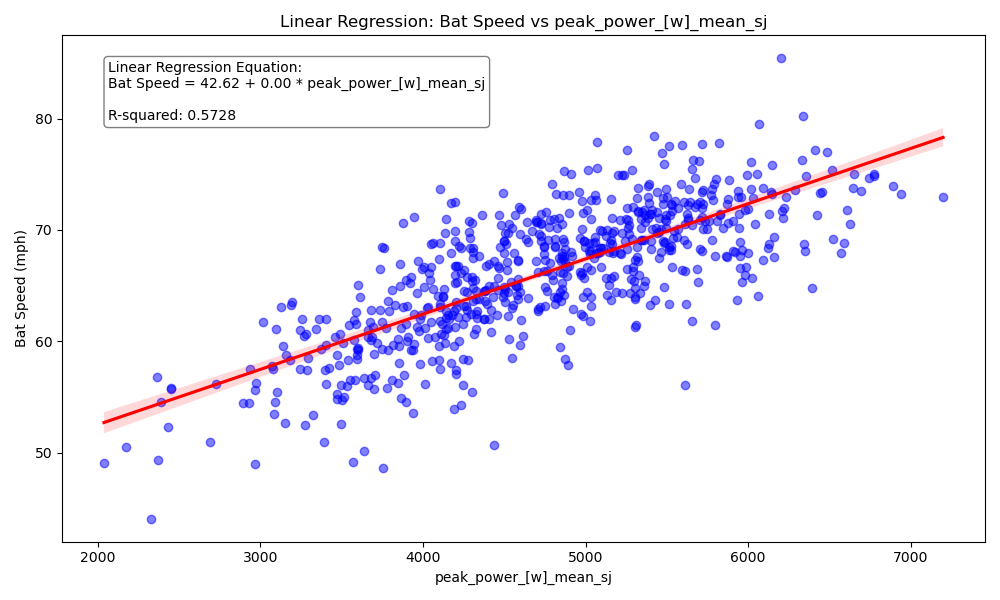 Linear Regression: Bat Speed vs peak_power_[w]_mean_sj
Linear Regression Equation:
Bat Speed = 42.62 + 0.00 * peak_power_[w]_mean_sj
R-squared: 0.5728
Bat Speed (mph)
80
70
60
50
2000 3000 4000 5000 6000 7000
peak_power_[w]_mean_sj